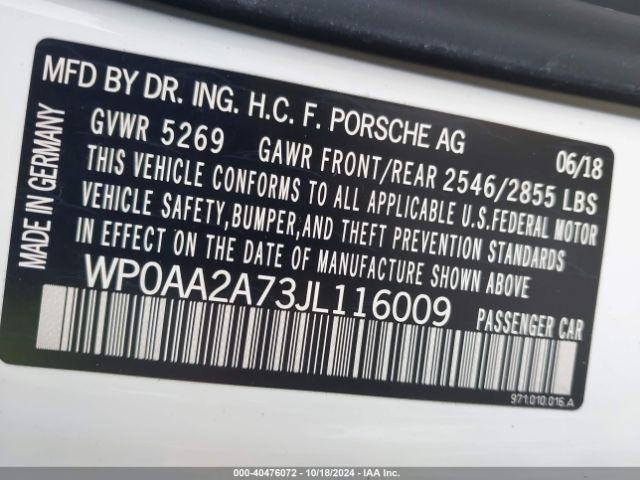 MFD BY DR. ING. H.C. F. PORSCHE AG
06/18
GVWR 5269 GAWR FRONT/REAR 2546/2855 LBS
THIS VEHICLE CONFORMS TO ALL APPLICABLE U.S.FEDERAL MOTOR
VEHICLE SAFETY,BUMPER,AND THEFT PREVENTION STANDARDS
IN EFFECT ON THE DATE OF MANUFACTURE SHOWN ABOVE.
MADE IN GERMANY
WP0AA2A73JL116009
PASSENGER CAR
971.010.016.A
000-40476072 - 10/18/2024 - IAA Inc.